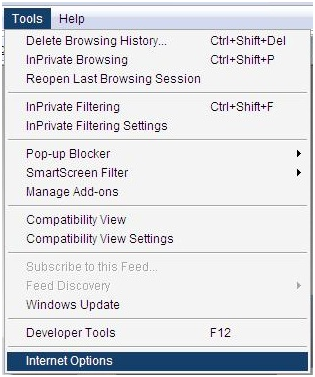 Tools Help
Delete Browsing History... Ctrl+Shift+Del
InPrivate Browsing Ctrl+Shift+P
Reopen Last Browsing Session
InPrivate Filtering Ctrl+Shift+F
InPrivate Filtering Settings
Pop-up Blocker
SmartScreen Filter
Manage Add-ons
Compatibility View
Compatibility View Settings
Subscribe to this Feed...
Feed Discovery
Windows Update
Developer Tools F12
Internet Options